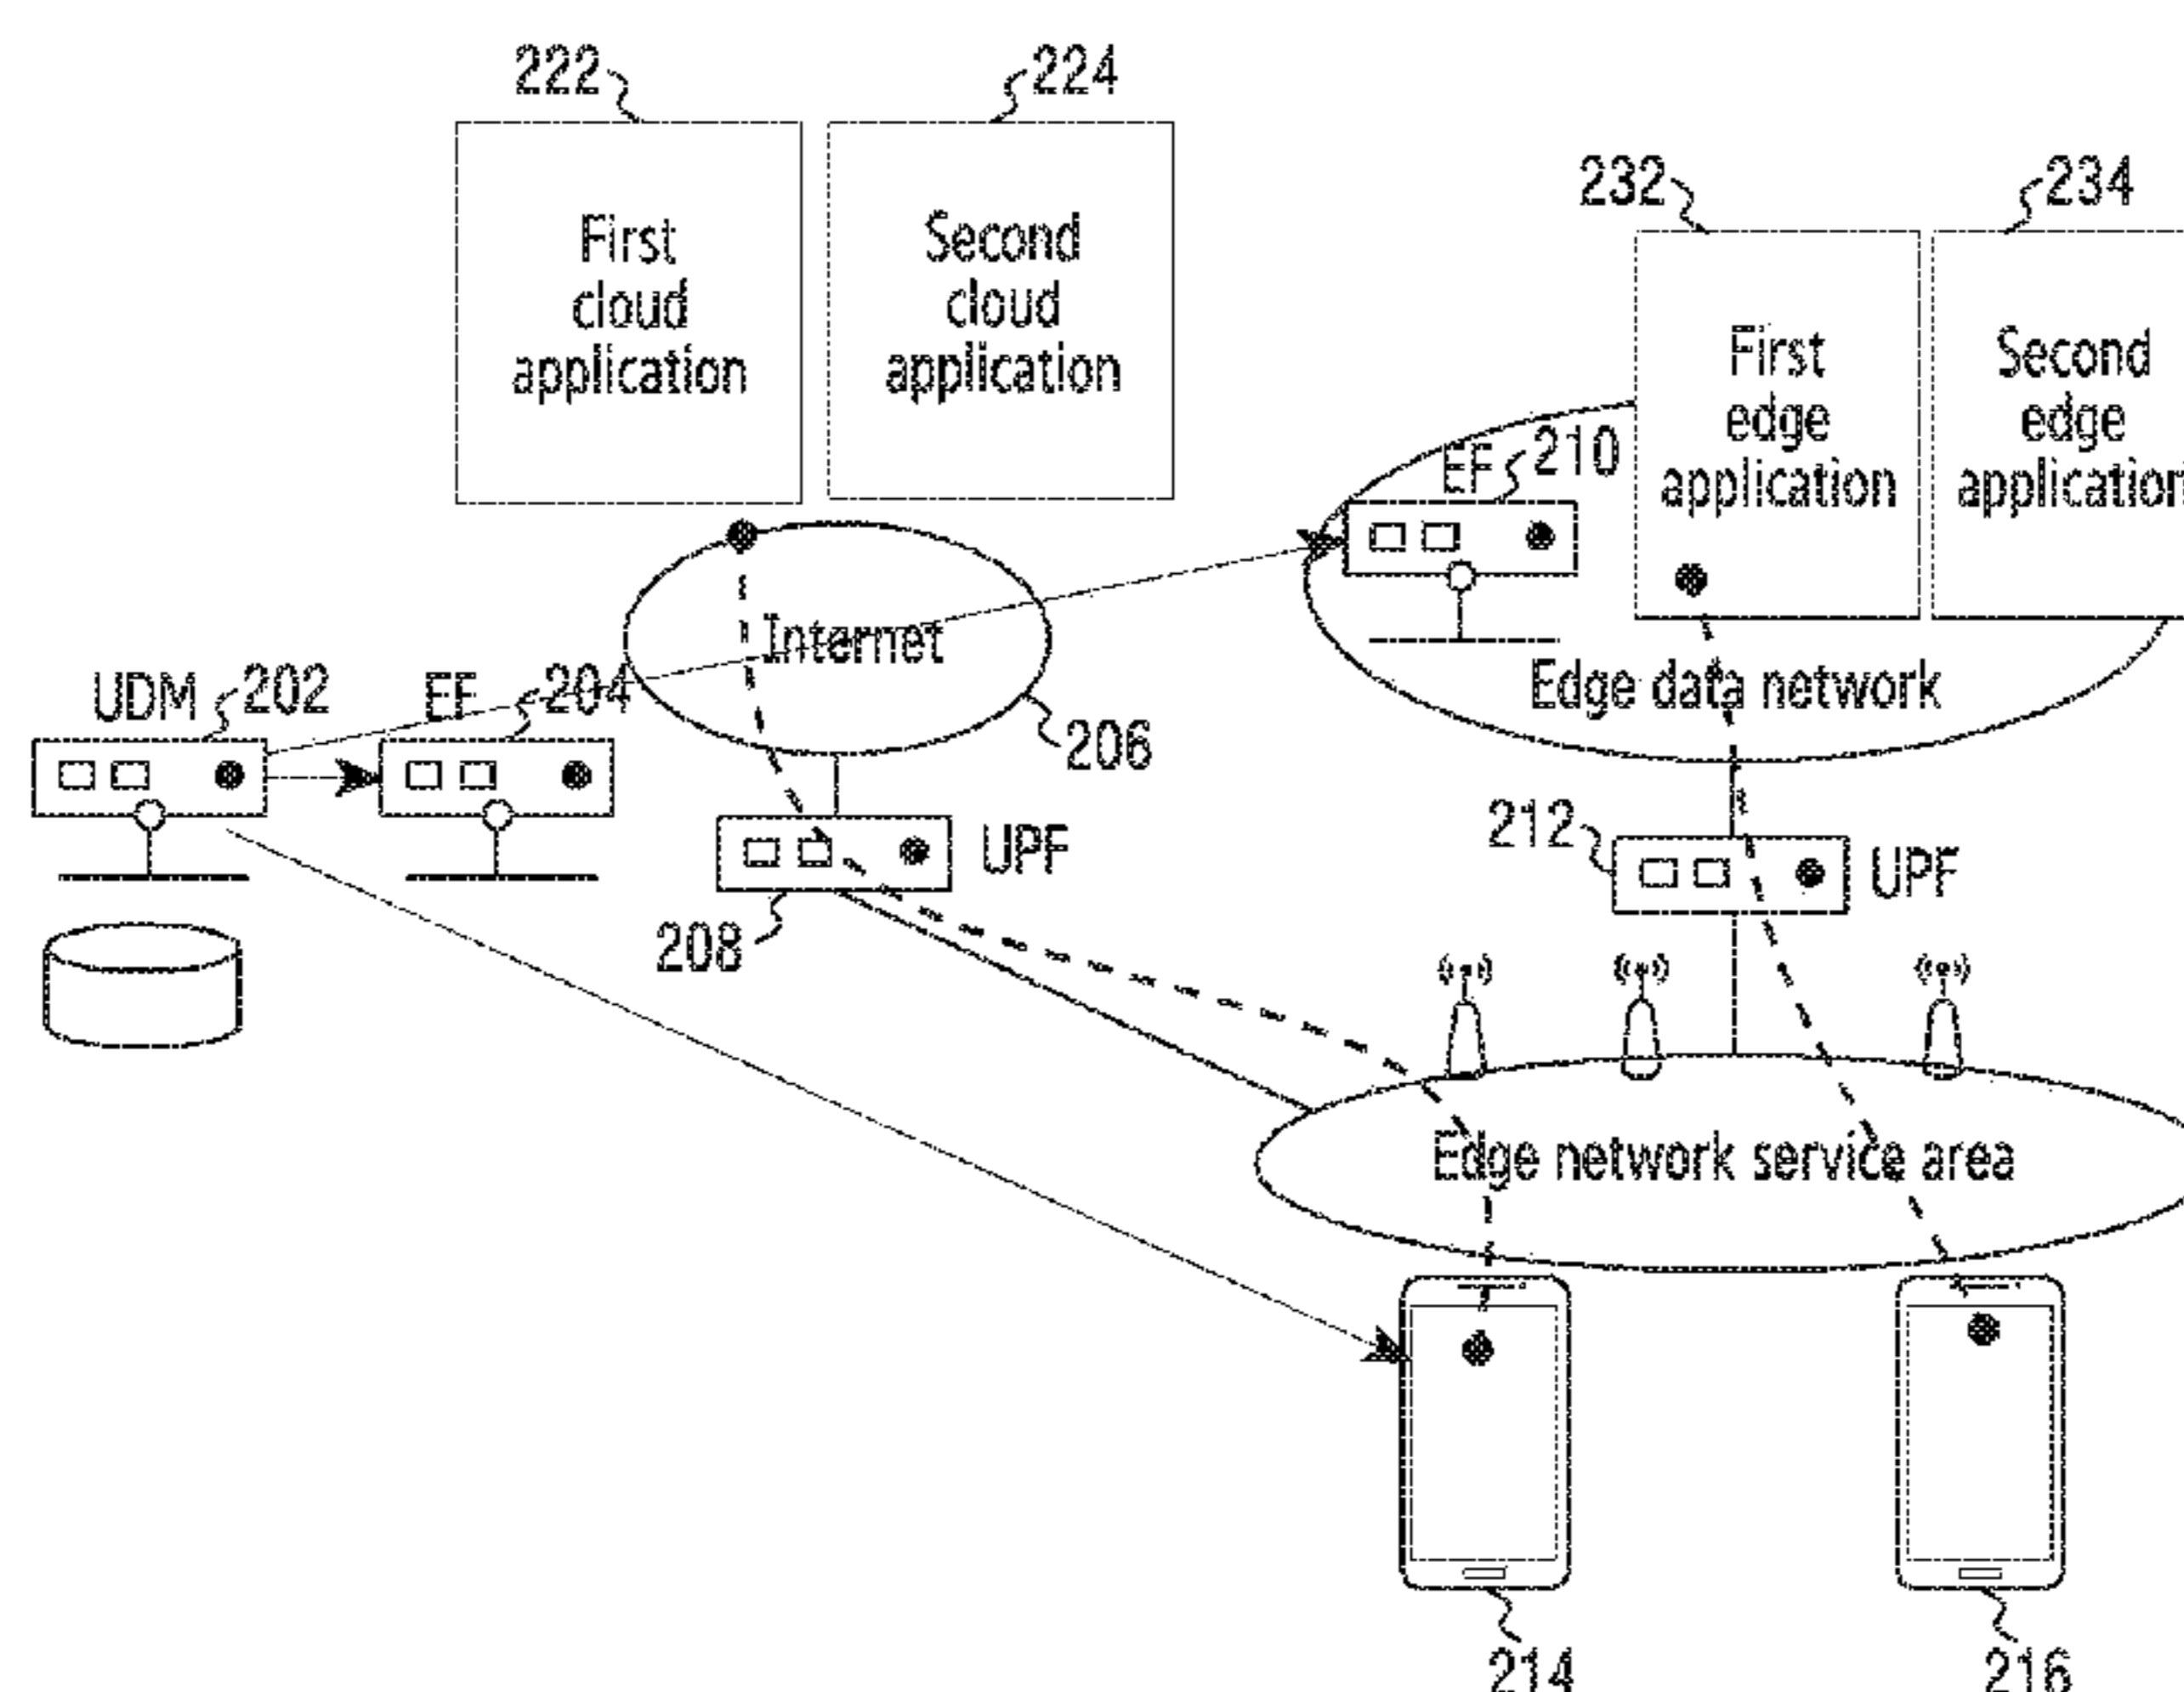 222
224
First
cloud
application
Second
cloud
application
232
234
First
edge
application
Second
edge
application
EF 210
Internet
Edge data network
UDM 202
EF 204
206
212
UPF
UPF
208
Edge network service area
214
216